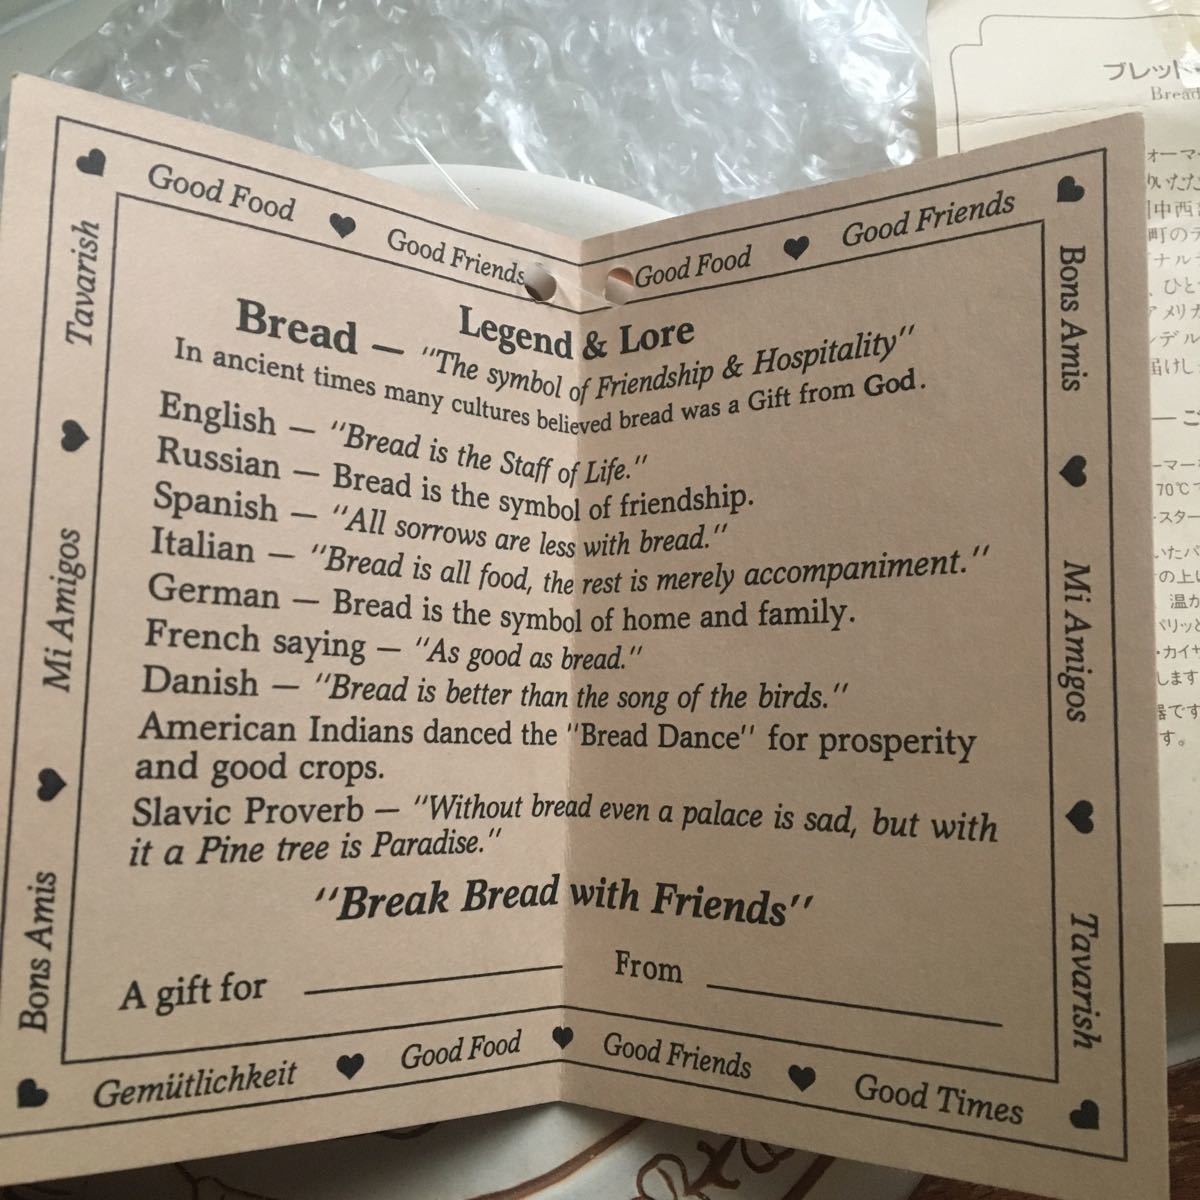 Good Food ♥ Good Friends Good Food ♥ Good Friends
Tavarish ♥ Mi Amigos ♥ Bons Amis
Legend & Lore
Bread — "The symbol of Friendship & Hospitality"
In ancient times many cultures believed bread was a Gift from God.
English — "Bread is the Staff of Life."
Russian — Bread is the symbol of friendship.
Spanish — "All sorrows are less with bread."
Italian — "Bread is all food, the rest is merely accompaniment."
German — Bread is the symbol of home and family.
French saying — "As good as bread."
Danish — "Bread is better than the song of the birds."
American Indians danced the "Bread Dance" for prosperity
and good crops.
Slavic Proverb — "Without bread even a palace is sad, but with
it a Pine tree is Paradise."
"Break Bread with Friends"
A gift for From
Bons Amis ♥ Mi Amigos ♥ Tavarish
Gemütlichkeit ♥ Good Food ♥ Good Friends ♥ Good Times
ブレッド
Bread
70℃で